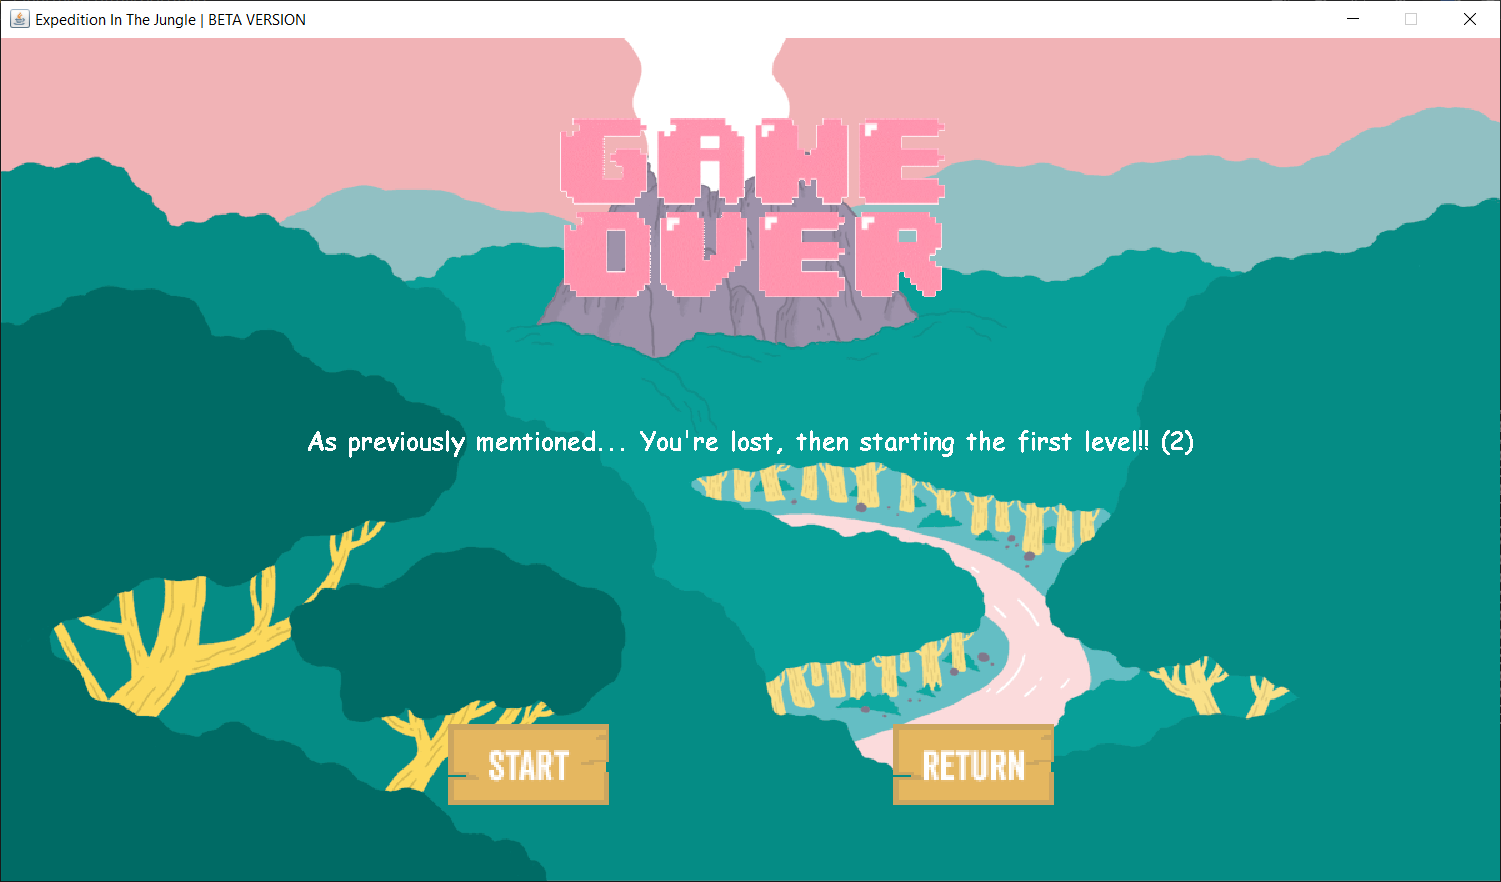 Expedition In The Jungle | BETA VERSION
GAME
OVER
As previously mentioned... You're lost, then starting the first level!! (2)
START
RETURN